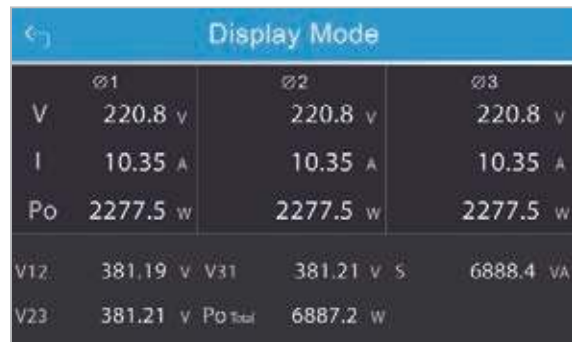 Display Mode
Ø1 Ø2 Ø3
V 220.8 V 220.8 V 220.8 V
I 10.35 A 10.35 A 10.35 A
Po 2277.5 W 2277.5 W 2277.5 W
V12 381.19 V V31 381.21 V S 6888.4 VA
V23 381.21 V Po Total 6887.2 W